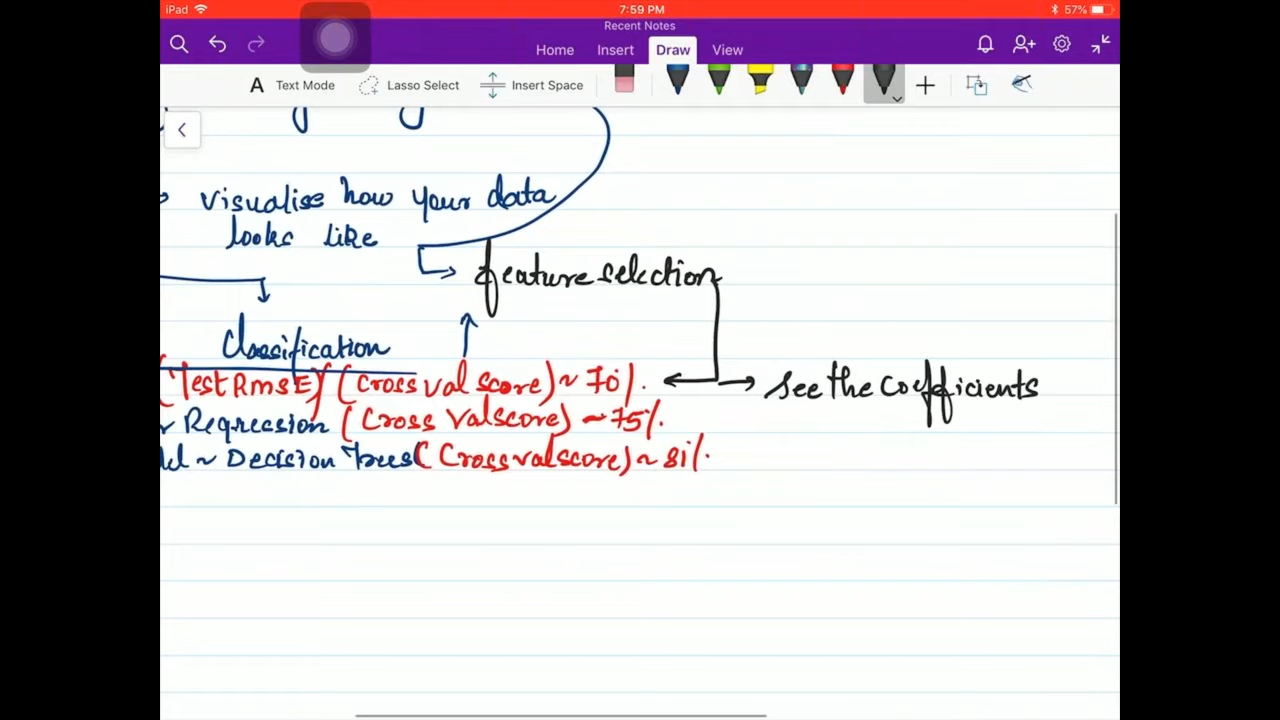 iPad 7:59 PM 57%
Recent Notes
Home Insert Draw View
A Text Mode Lasso Select Insert Space
visualise how your data
looks like
feature selection
Classification
(Test RmsE) (Cross val score) ~ 70%.
see the coefficients
Regression (Cross Valscore) ~ 75%.
~ Decision Trees (Crossvalscore) ~ 81%.